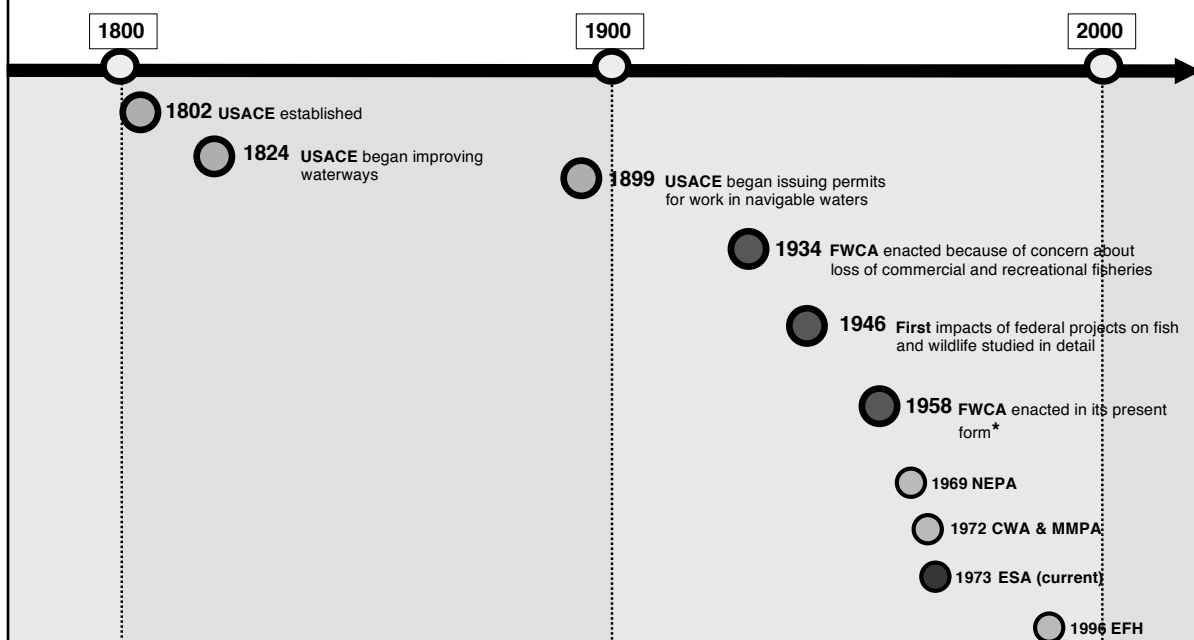 1800
1900
2000
1802 USACE established
1824 USACE began improving
waterways
1899 USACE began issuing permits
for work in navigable waters
1934 FWCA enacted because of concern about
loss of commercial and recreational fisheries
1946 First impacts of federal projects on fish
and wildlife studied in detail
1958 FWCA enacted in its present
form*
1969 NEPA
1972 CWA & MMPA
1973 ESA (current)
1996 EFH